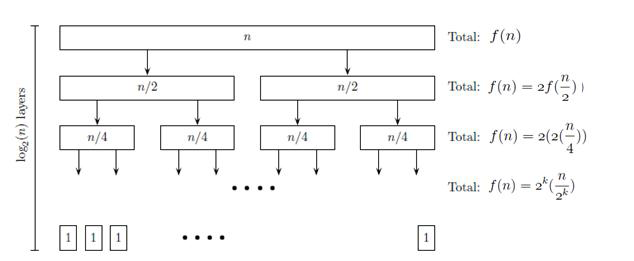 n Total: f(n)
n/2 n/2 Total: f(n) = 2f(n/2) )
n/4 n/4 n/4 n/4 Total: f(n) = 2(2(n/4))
Total: f(n) = 2^k(n/2^k)
1 1 1 1
log₂(n) layers